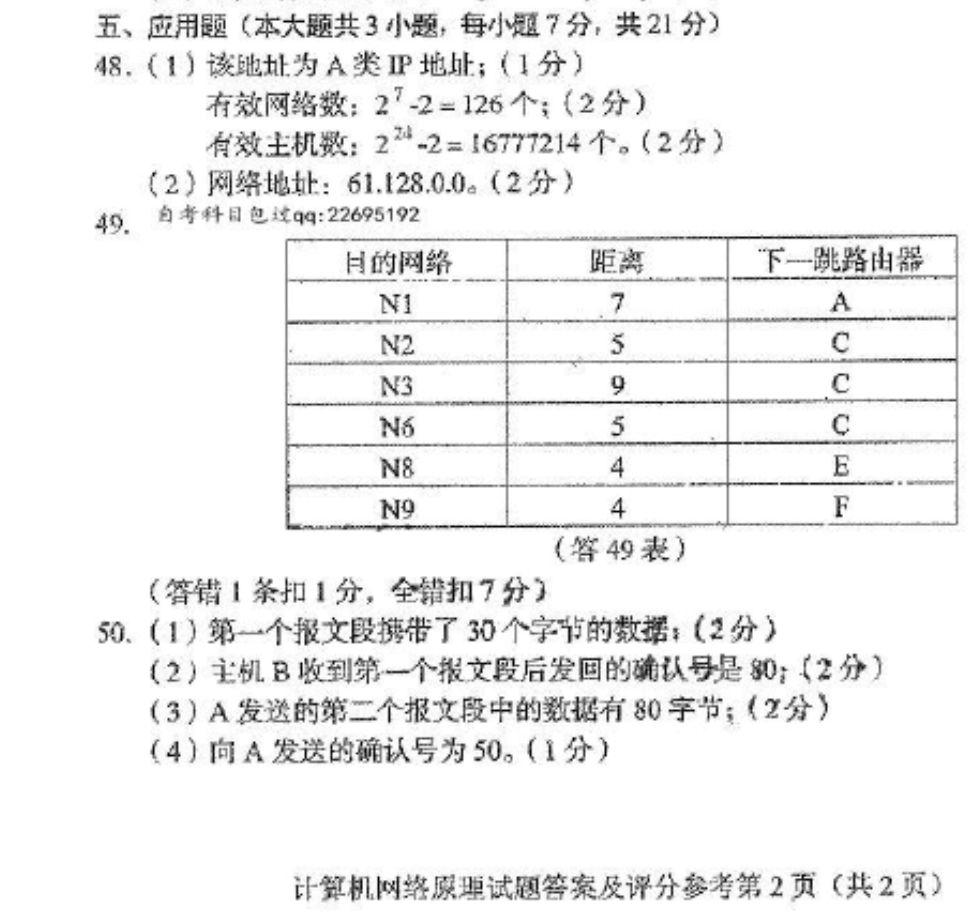 五、应用题（本大题共3小题，每小题7分，共21分）
48.（1）该地址为A类IP地址；（1分）
有效网络数：2⁷-2＝126个；（2分）
有效主机数：2²⁴-2＝16777214个。（2分）
（2）网络地址：61.128.0.0。（2分）
49. 自考科目包过qq:22695192
目的网络 距离 下一跳路由器
N1 7 A
N2 5 C
N3 9 C
N6 5 C
N8 4 E
N9 4 F
（答49表）
（答错1条扣1分，全错扣7分）
50.（1）第一个报文段携带了30个字节的数据；（2分）
（2）主机B收到第一个报文段后发回的确认号是80；（2分）
（3）A发送的第二个报文段中的数据有80字节；（2分）
（4）向A发送的确认号为50。（1分）
计算机网络原理试题答案及评分参考第2页（共2页）